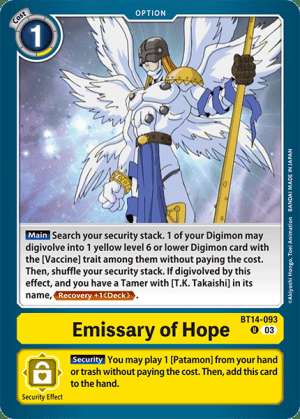 OPTION
Cost
1
Main Search your security stack. 1 of your Digimon may
digivolve into 1 yellow level 6 or lower Digimon card with
the [Vaccine] trait among them without paying the cost.
Then, shuffle your security stack. If digivolved by this
effect, and you have a Tamer with [T.K. Takaishi] in its
name, Recovery +1 (Deck).
©Akiyoshi Hongo, Toei Animation · BANDAI MADE IN JAPAN
BT14-093
Emissary of Hope
U 03
Security You may play 1 [Patamon] from your hand
or trash without paying the cost. Then, add this card
to the hand.
Security Effect